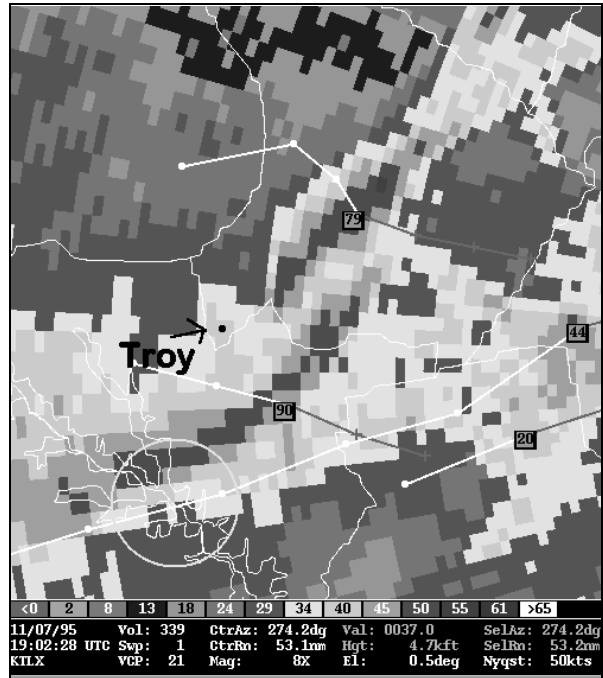 79
44
Troy
90
20
<0 2 8 13 18 24 29 34 40 45 50 55 61 >65
11/07/95 Vol: 339 CtrAz: 274.2dg Val: 0037.0 SelAz: 274.2dg
19:02:28 UTC Swp: 1 CtrRn: 53.1nm Hgt: 4.7kft SelRn: 53.2nm
KTLX VCP: 21 Mag: 8X El: 0.5deg Nyqst: 50kts